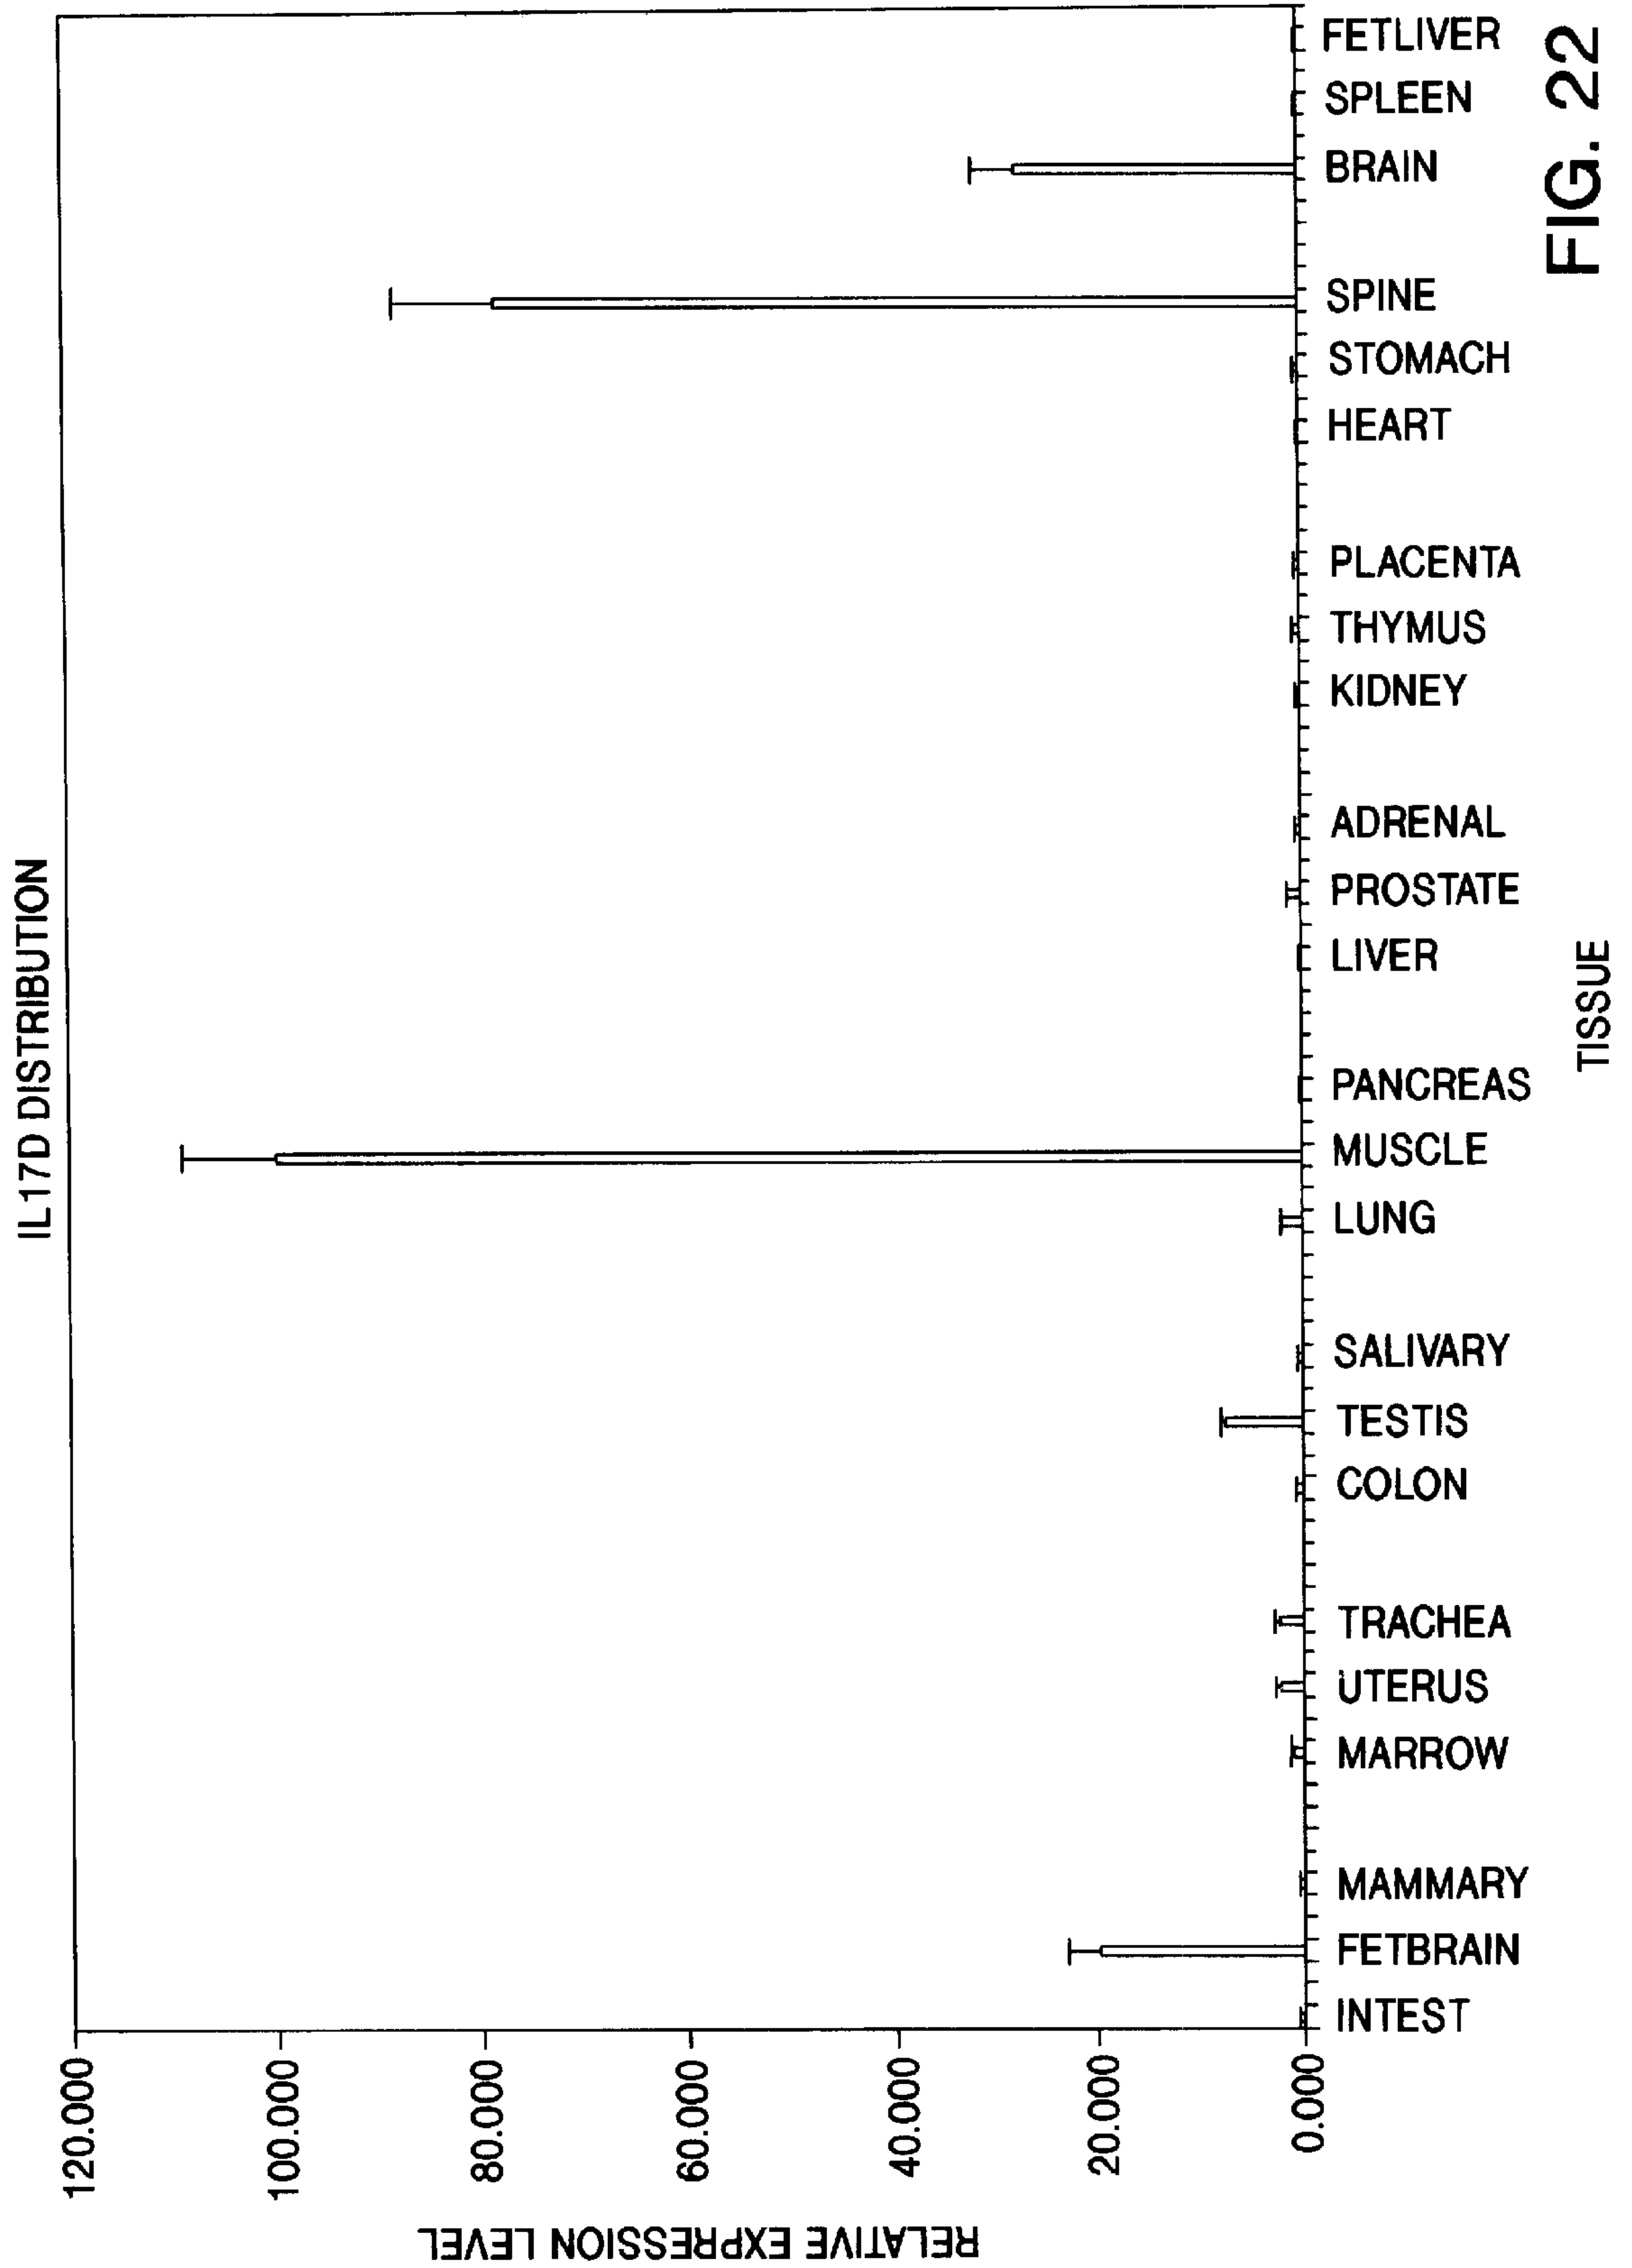 IL17D DISTRIBUTION
RELATIVE EXPRESSION LEVEL
120.000
100.000
80.000
60.000
40.000
20.000
0.000
INTEST
FETBRAIN
MAMMARY
MARROW
UTERUS
TRACHEA
COLON
TESTIS
SALIVARY
LUNG
MUSCLE
PANCREAS
LIVER
PROSTATE
ADRENAL
KIDNEY
THYMUS
PLACENTA
HEART
STOMACH
SPINE
BRAIN
SPLEEN
FETLIVER
TISSUE
FIG. 22